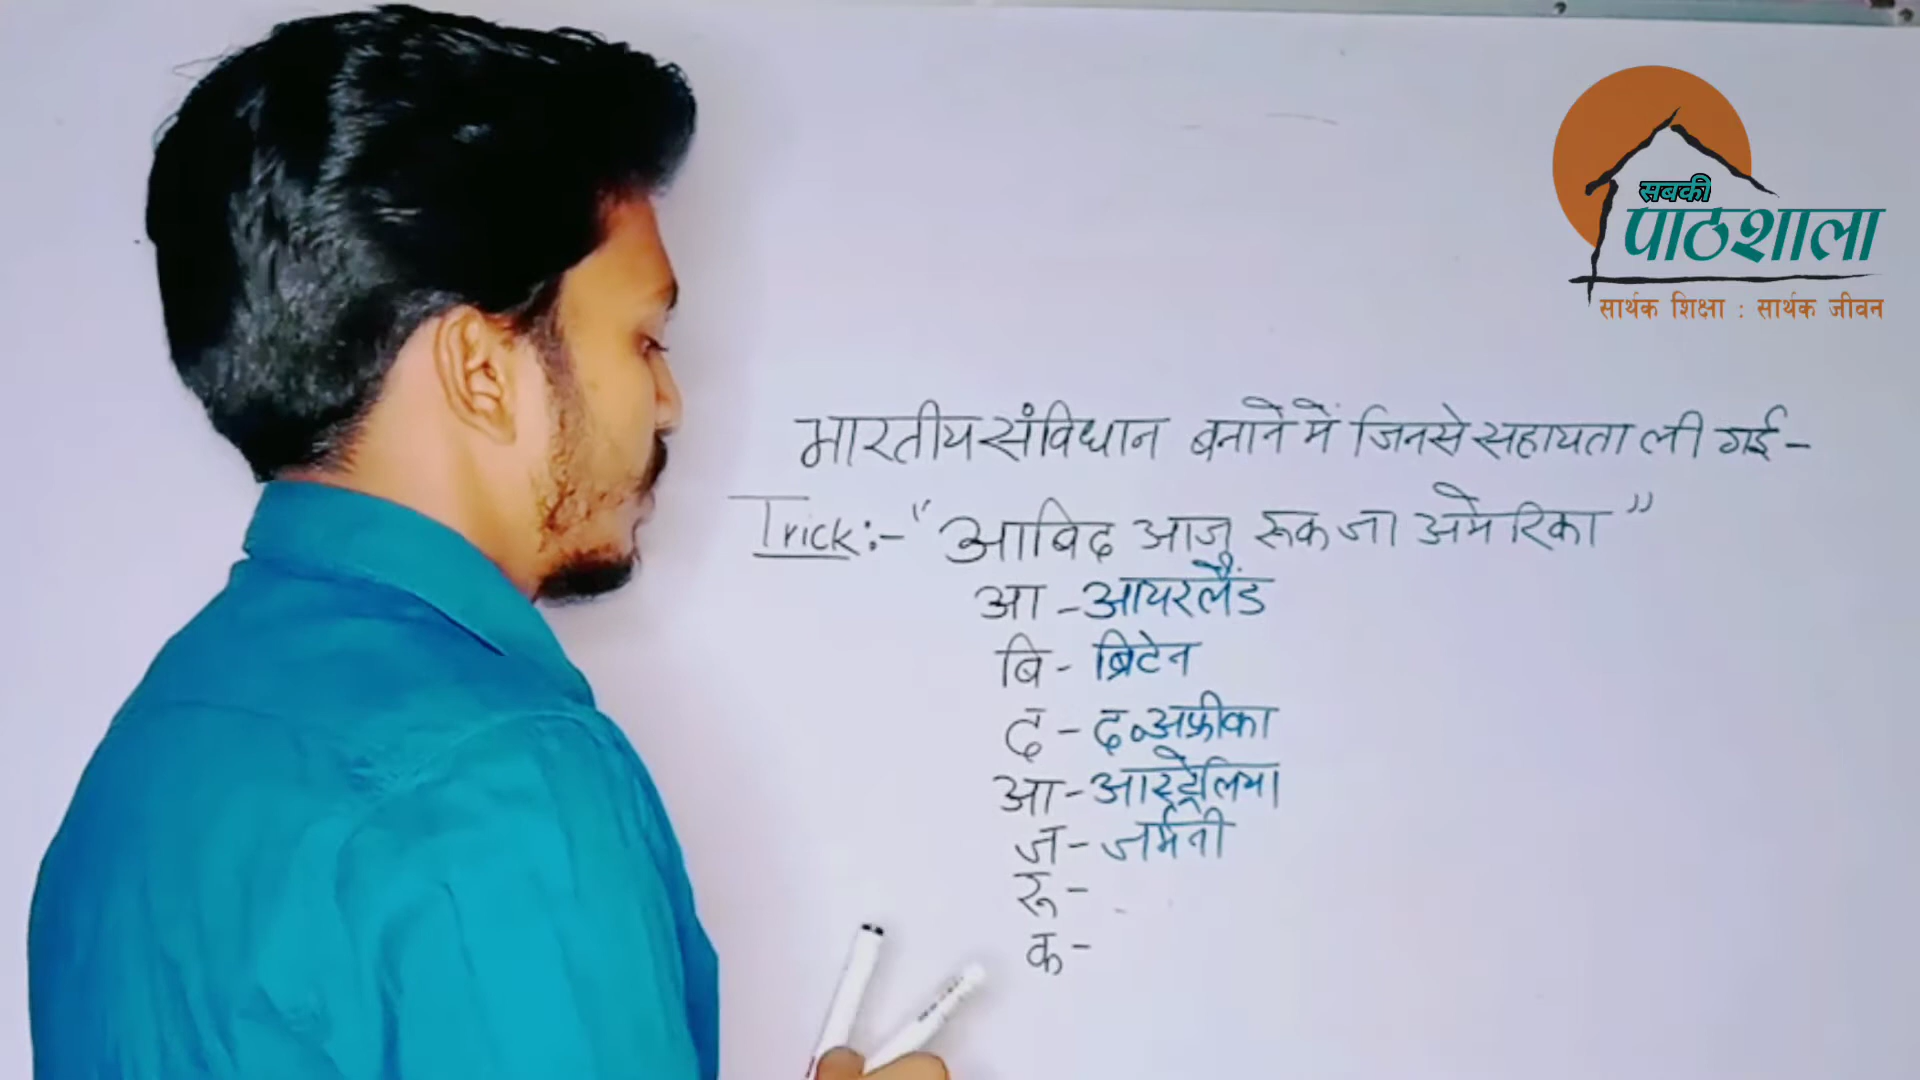 सबकी
पाठशाला
सार्थक शिक्षा : सार्थक जीवन
भारतीय संविधान बनाने में जिनसे सहायता ली गई -
Trick:- "आबिद आजु रूक जा अमेरिका"
आ - आयरलैंड
बि - ब्रिटेन
द - द०अफ्रीका
आ - आस्ट्रेलिया
ज - जर्मनी
रू -
क -